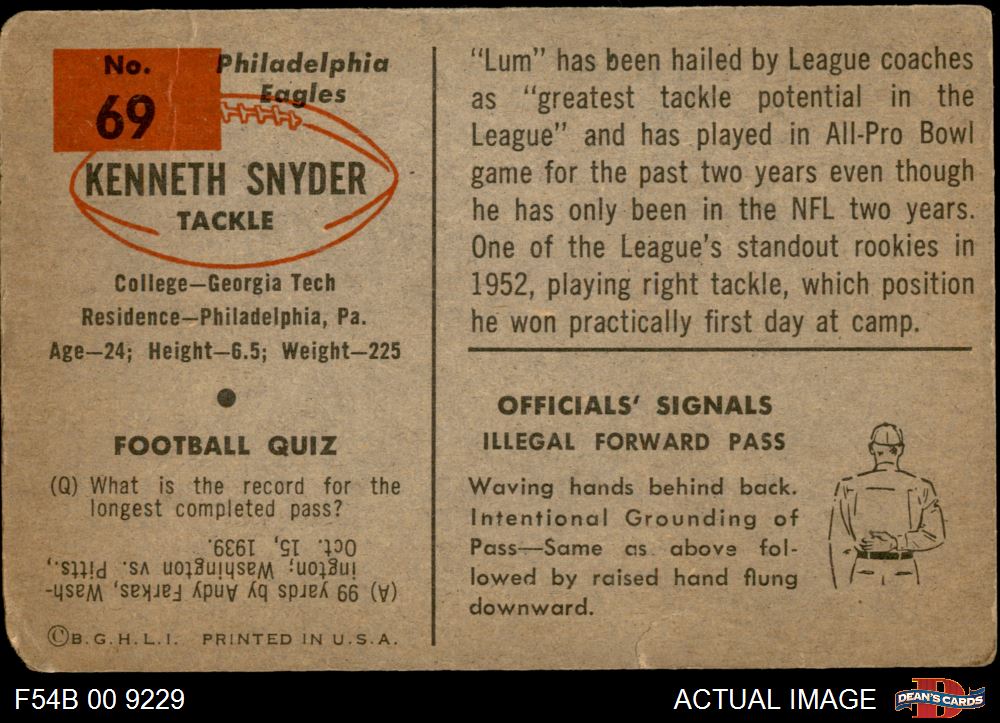 No.
69
Philadelphia
Eagles
KENNETH SNYDER
TACKLE
College—Georgia Tech
Residence—Philadelphia, Pa.
Age—24; Height—6.5; Weight—225
FOOTBALL QUIZ
(Q) What is the record for the
longest completed pass?
(A) 99 yards by Andy Farkas, Wash-
ington; Washington vs. Pitts.,
Oct. 15, 1939.
©B.G.H.L.I. PRINTED IN U.S.A.
"Lum" has been hailed by League coaches
as "greatest tackle potential in the
League" and has played in All-Pro Bowl
game for the past two years even though
he has only been in the NFL two years.
One of the League's standout rookies in
1952, playing right tackle, which position
he won practically first day at camp.
OFFICIALS' SIGNALS
ILLEGAL FORWARD PASS
Waving hands behind back.
Intentional Grounding of
Pass—Same as above fol-
lowed by raised hand flung
downward.
F54B 00 9229
ACTUAL IMAGE
DEAN'S CARDS